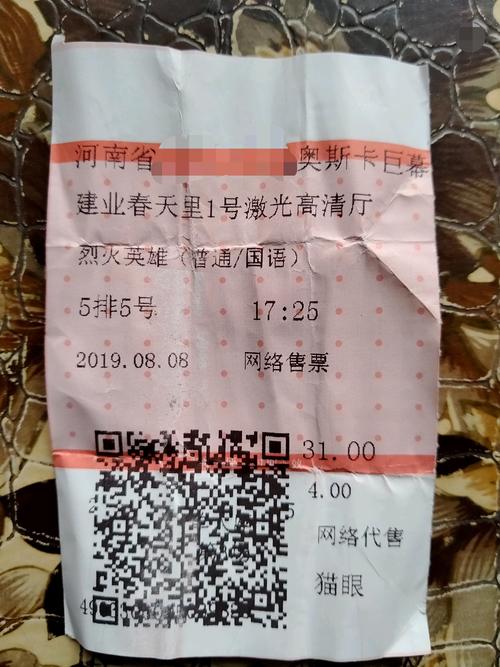 河南省 奥斯卡巨幕
建业春天里1号激光高清厅
烈火英雄（普通/国语）
5排5号 17:25
2019.08.08 网络售票
31.00
4.00
网络代售
猫眼